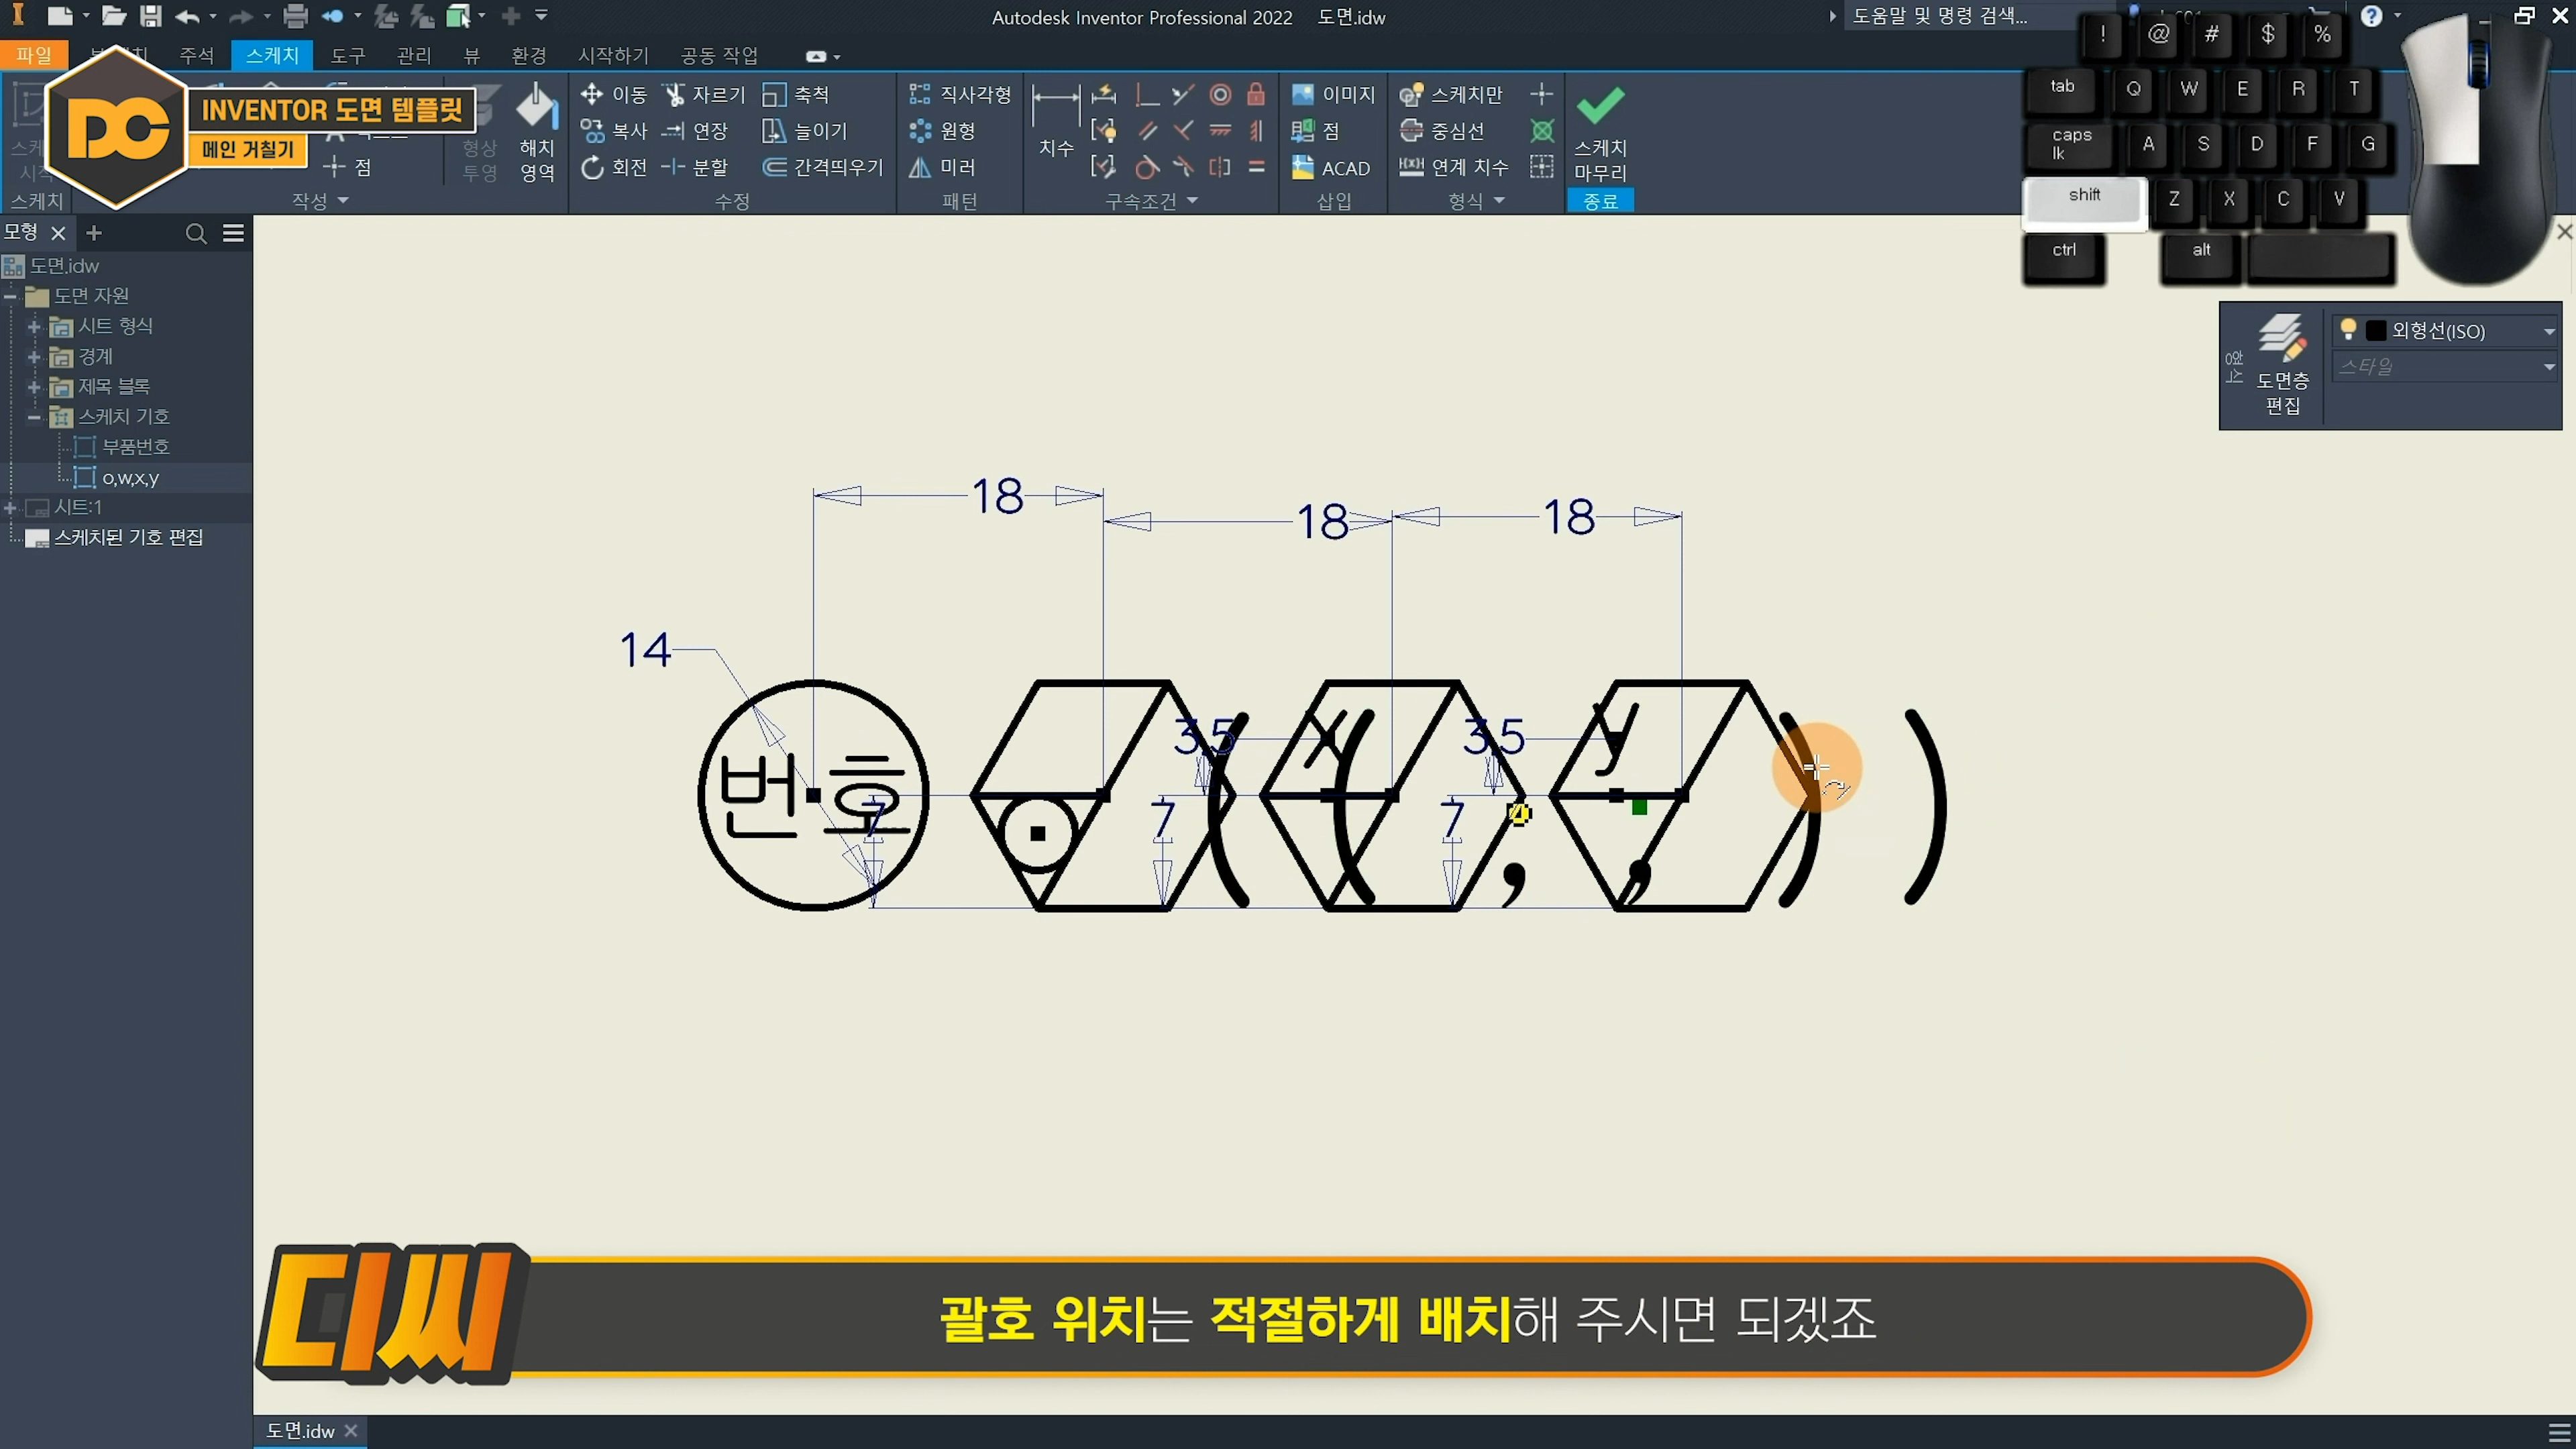 Autodesk Inventor Professional 2022 도면.idw
도움말 및 명령 검색...
파일
주석
스케치
도구
관리
뷰
환경
시작하기
공동 작업
DC
INVENTOR 도면 템플릿
메인 거칠기
점
작성
스케치
형상
투영
해치
영역
이동
자르기
축척
복사
연장
늘이기
회전
분할
간격띄우기
수정
직사각형
원형
미러
패턴
치수
구속조건
이미지
점
ACAD
삽입
스케치만
중심선
연계 치수
형식
스케치
마무리
종료
! @ # $ %
tab Q W E R T
caps lk A S D F G
shift Z X C V
ctrl alt
모형
도면.idw
도면 자원
시트 형식
경계
제목 블록
스케치 기호
부품번호
o,w,x,y
시트:1
스케치된 기호 편집
형식
도면층
편집
외형선(ISO)
스타일
18
18
18
14
번호
7
3.5
7
x
3.5
7
y
( ( , , ) )
디씨
괄호 위치는 적절하게 배치해 주시면 되겠죠
도면.idw